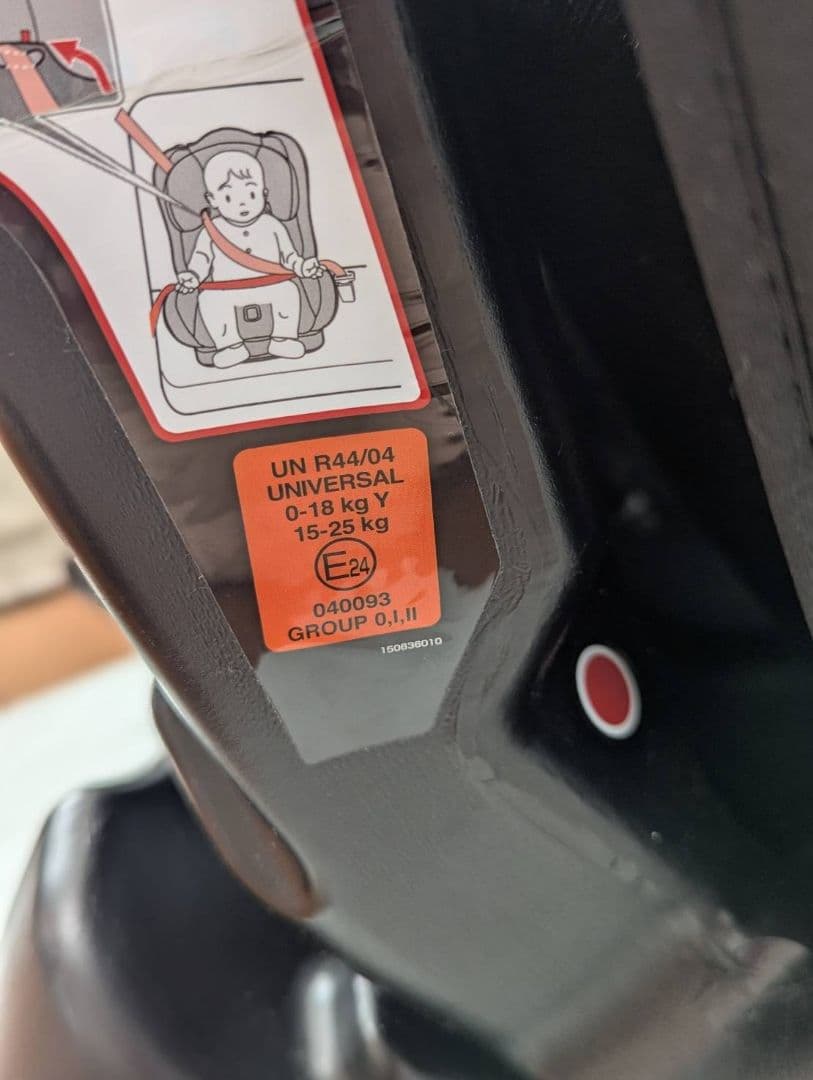 UN R44/04
UNIVERSAL
0-18 kg Y
15-25 kg
E24
040093
GROUP 0,I,II
150636010